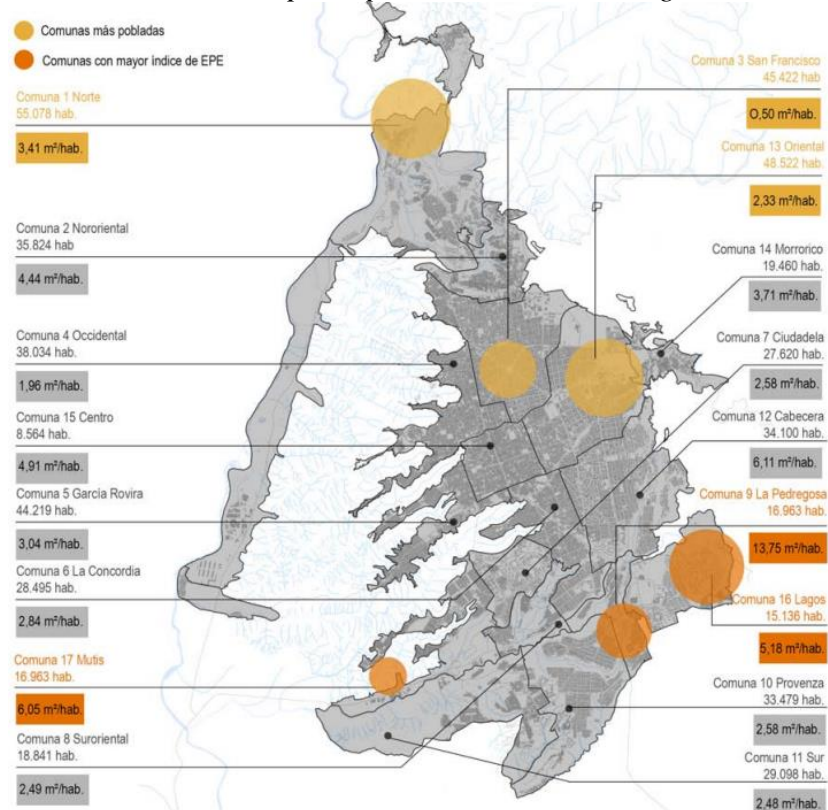 Comunas más pobladas
Comunas con mayor índice de EPE
Comuna 1 Norte
55.078 hab.
3,41 m²/hab.
Comuna 2 Nororiental
35.824 hab
4,44 m²/hab.
Comuna 4 Occidental
38.034 hab.
1,96 m²/hab.
Comuna 15 Centro
8.564 hab.
4,91 m²/hab.
Comuna 5 García Rovira
44.219 hab.
3,04 m²/hab.
Comuna 6 La Concordia
28.495 hab.
2,84 m²/hab.
Comuna 17 Mutis
16.963 hab.
6,05 m²/hab.
Comuna 8 Suroriental
18.841 hab.
2,49 m²/hab.
Comuna 3 San Francisco
45.422 hab
O,50 m²/hab.
Comuna 13 Oriental
48.522 hab.
2,33 m²/hab.
Comuna 14 Morrorico
19.460 hab.
3,71 m²/hab.
Comuna 7 Ciudadela
27.620 hab.
2,58 m²/hab.
Comuna 12 Cabecera
34.100 hab.
6,11 m²/hab.
Comuna 9 La Pedregosa
16.963 hab.
13,75 m²/hab.
Comuna 16 Lagos
15.136 hab.
5,18 m²/hab.
Comuna 10 Provenza
33.479 hab.
2,58 m²/hab.
Comuna 11 Sur
29.098 hab.
2,48 m²/hab.